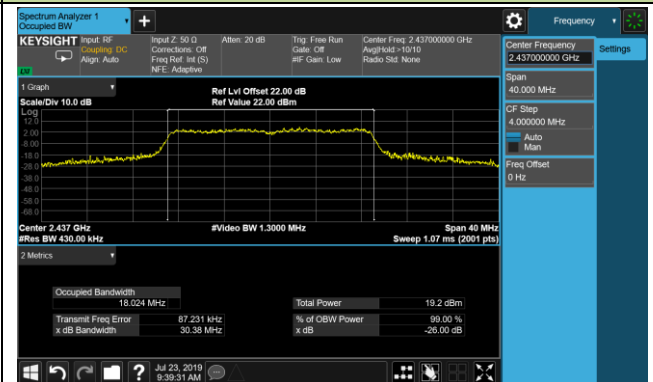 Spectrum Analyzer 1
Occupied BW
Frequency
KEYSIGHT
Input: RF
Coupling: DC
Align: Auto
Input Z: 50 Ω
Corrections: Off
Freq Ref: Int (S)
NFE: Adaptive
Atten: 20 dB
Trig: Free Run
Gate: Off
#IF Gain: Low
Center Freq: 2.437000000 GHz
Avg|Hold:>10/10
Radio Std: None
Center Frequency
2.437000000 GHz
Settings
Span
40.000 MHz
CF Step
4.000000 MHz
Auto
Man
Freq Offset
0 Hz
1 Graph
Scale/Div 10.0 dB
Ref Lvl Offset 22.00 dB
Ref Value 22.00 dBm
Log
12.0
2.00
-8.00
-18.0
-28.0
-38.0
-48.0
-58.0
-68.0
Center 2.437 GHz
#Video BW 1.3000 MHz
Span 40 MHz
#Res BW 430.00 kHz
Sweep 1.07 ms (2001 pts)
2 Metrics
Occupied Bandwidth
18.024 MHz
Total Power 19.2 dBm
Transmit Freq Error 87.231 kHz
% of OBW Power 99.00 %
x dB Bandwidth 30.38 MHz
x dB -26.00 dB
Jul 23, 2019
9:39:31 AM